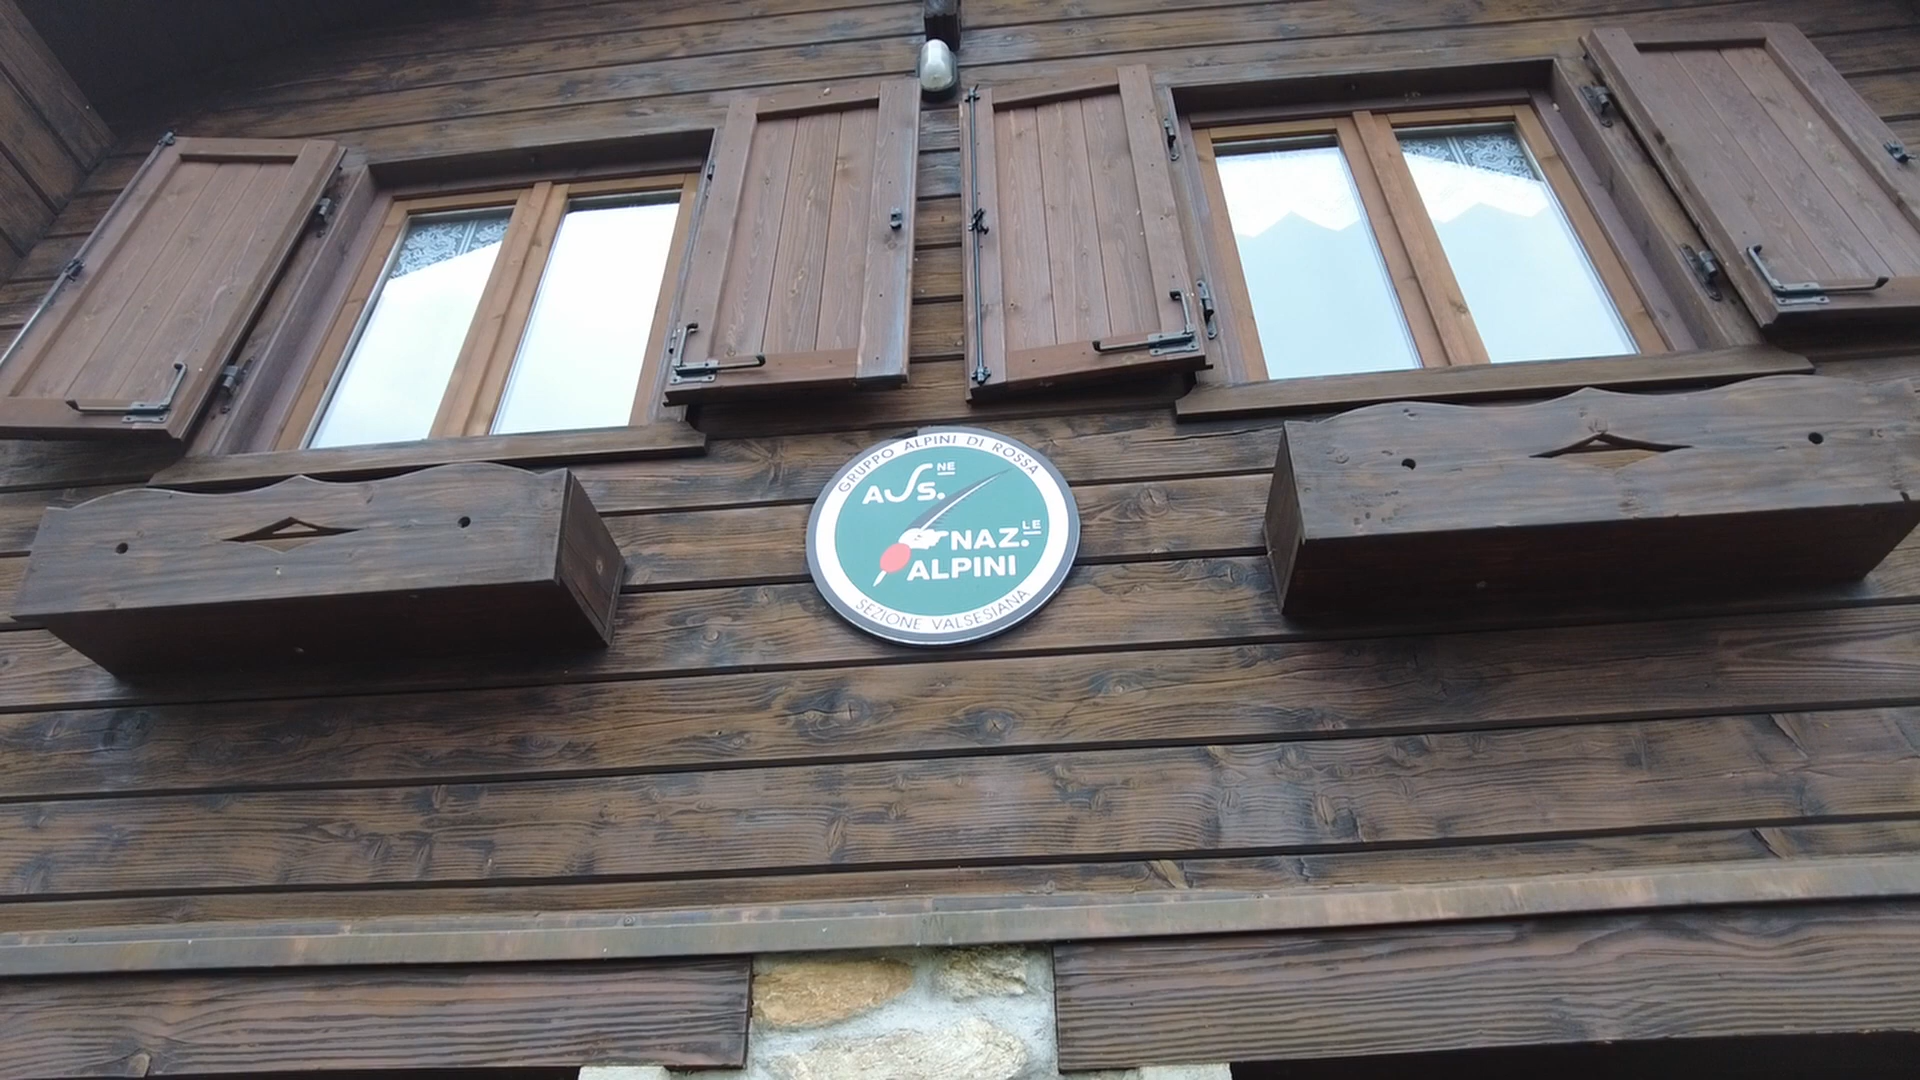 GRUPPO ALPINI DI ROSSA
ASS.NE
NAZ.LE
ALPINI
SEZIONE VALSESIANA